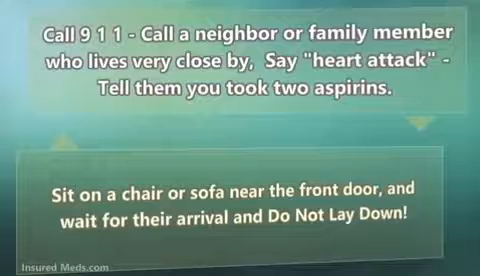 Call 9 1 1 - Call a neighbor or family member
who lives very close by, Say "heart attack" -
Tell them you took two aspirins.
Sit on a chair or sofa near the front door, and
wait for their arrival and Do Not Lay Down!
Insured Meds.com